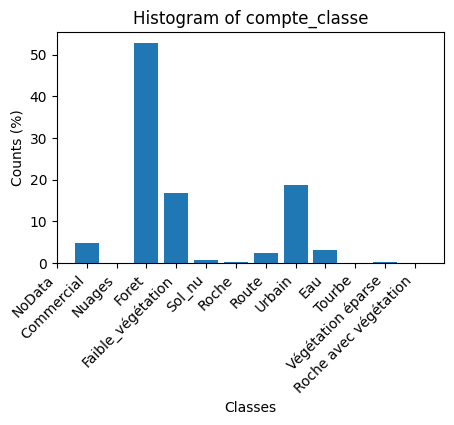 Histogram of compte_classe
50
40
30
20
10
0
Counts (%)
NoData
Commercial
Nuages
Foret
Faible_végétation
Sol_nu
Roche
Route
Urbain
Eau
Tourbe
Végétation éparse
Roche avec végétation
Classes